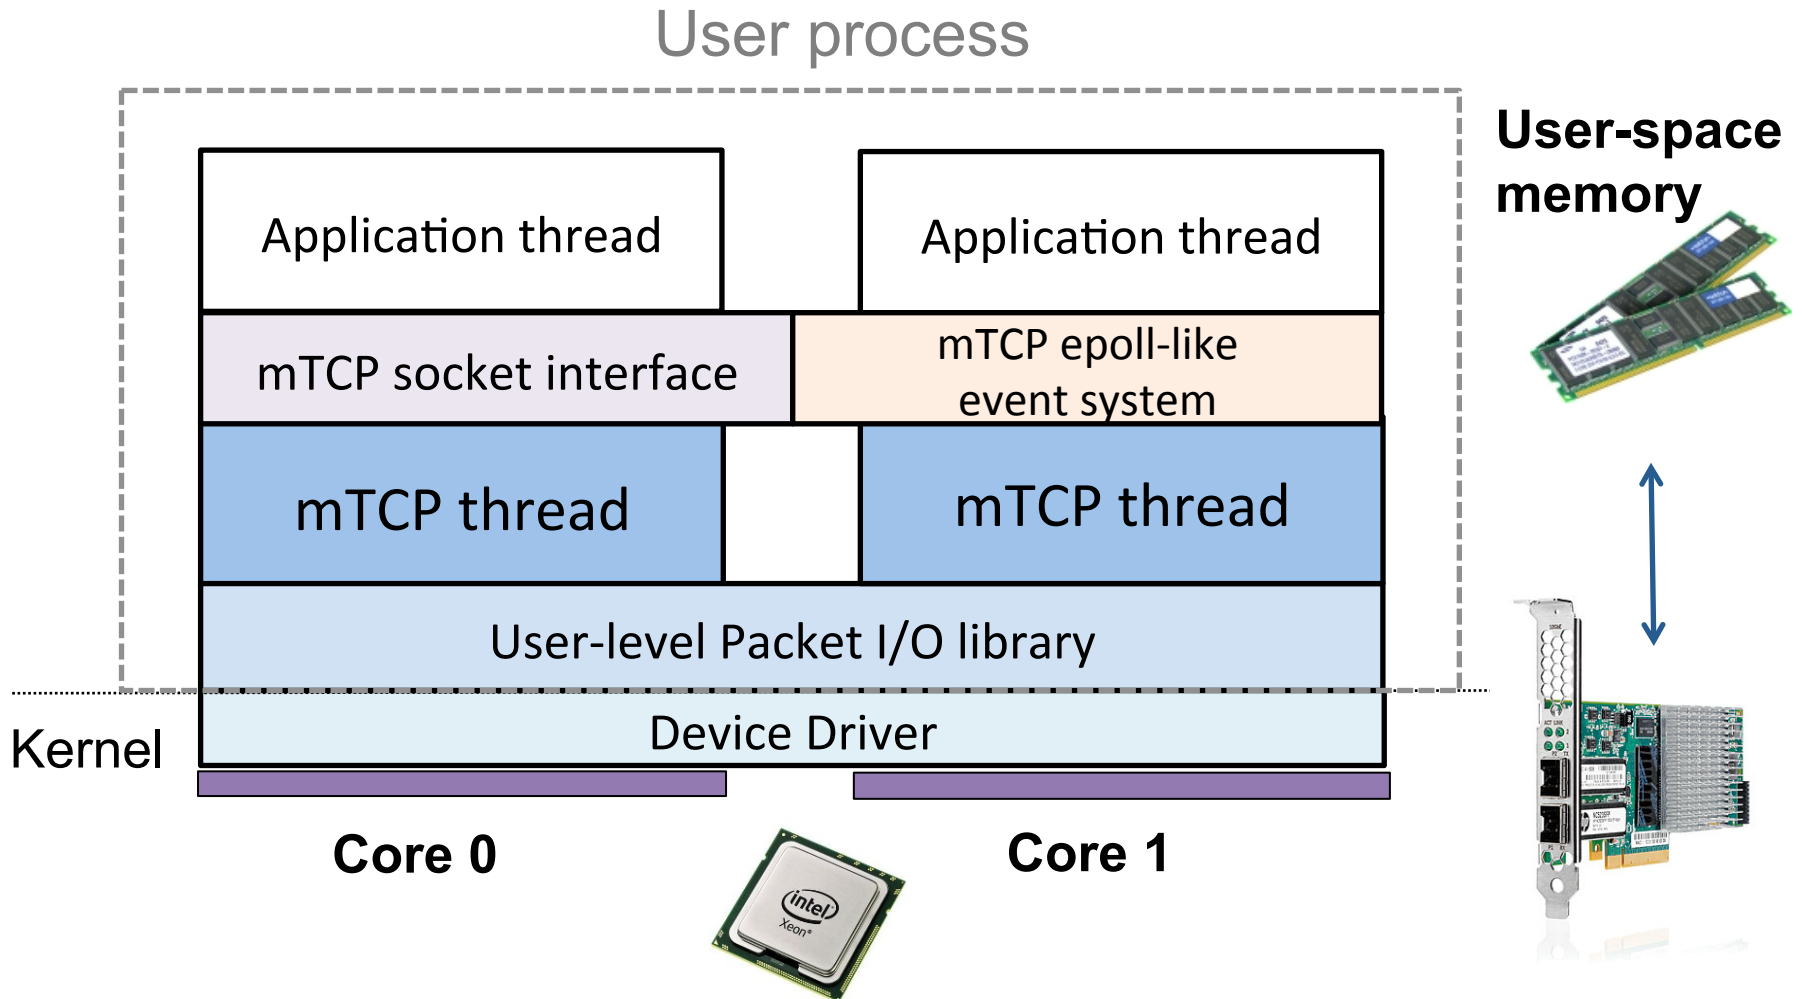 User process
User-space
memory
Application thread
Application thread
mTCP socket interface
mTCP epoll-like
event system
mTCP thread
mTCP thread
User-level Packet I/O library
Kernel
Device Driver
Core 0
Core 1
intel
Xeon®